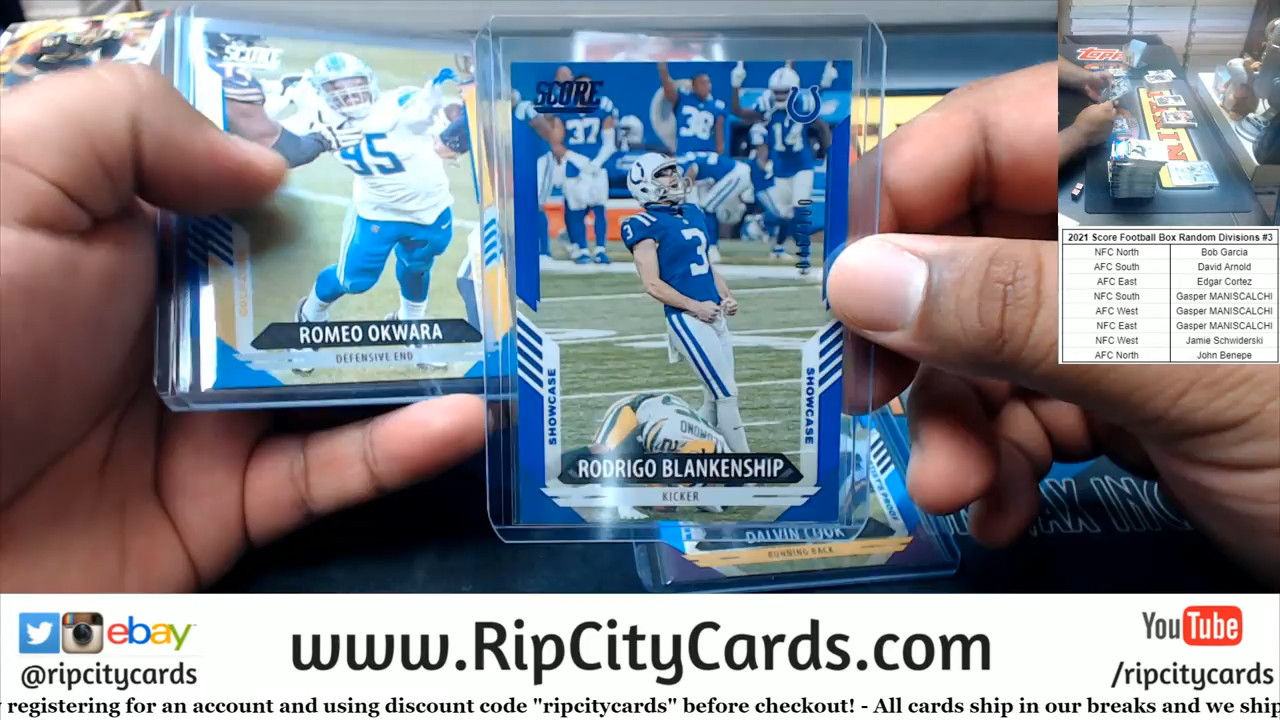 SCORE
95
ROMEO OKWARA
DEFENSIVE END
SCORE
37
38
14
3
3
SHOWCASE
SHOWCASE
RODRIGO BLANKENSHIP
KICKER
DALVIN COOK
RUNNING BACK
Topps
2021 Score Football Box Random Divisions #3
NFC North Bob Garcia
AFC South David Arnold
AFC East Edgar Cortez
NFC South Gasper MANISCALCHI
AFC West Gasper MANISCALCHI
NFC East Gasper MANISCALCHI
NFC West Jamie Schwiderski
AFC North John Benepe
ebay
@ripcitycards
www.RipCityCards.com
YouTube
/ripcitycards
registering for an account and using discount code "ripcitycards" before checkout! - All cards ship in our breaks and we ship